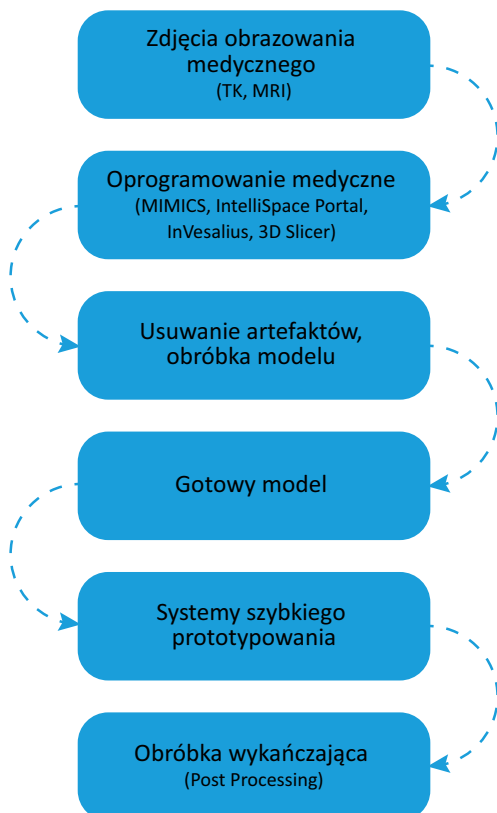 Zdjęcia obrazowania
medycznego
(TK, MRI)
Oprogramowanie medyczne
(MIMICS, IntelliSpace Portal,
InVesalius, 3D Slicer)
Usuwanie artefaktów,
obróbka modelu
Gotowy model
Systemy szybkiego
prototypowania
Obróbka wykańczająca
(Post Processing)